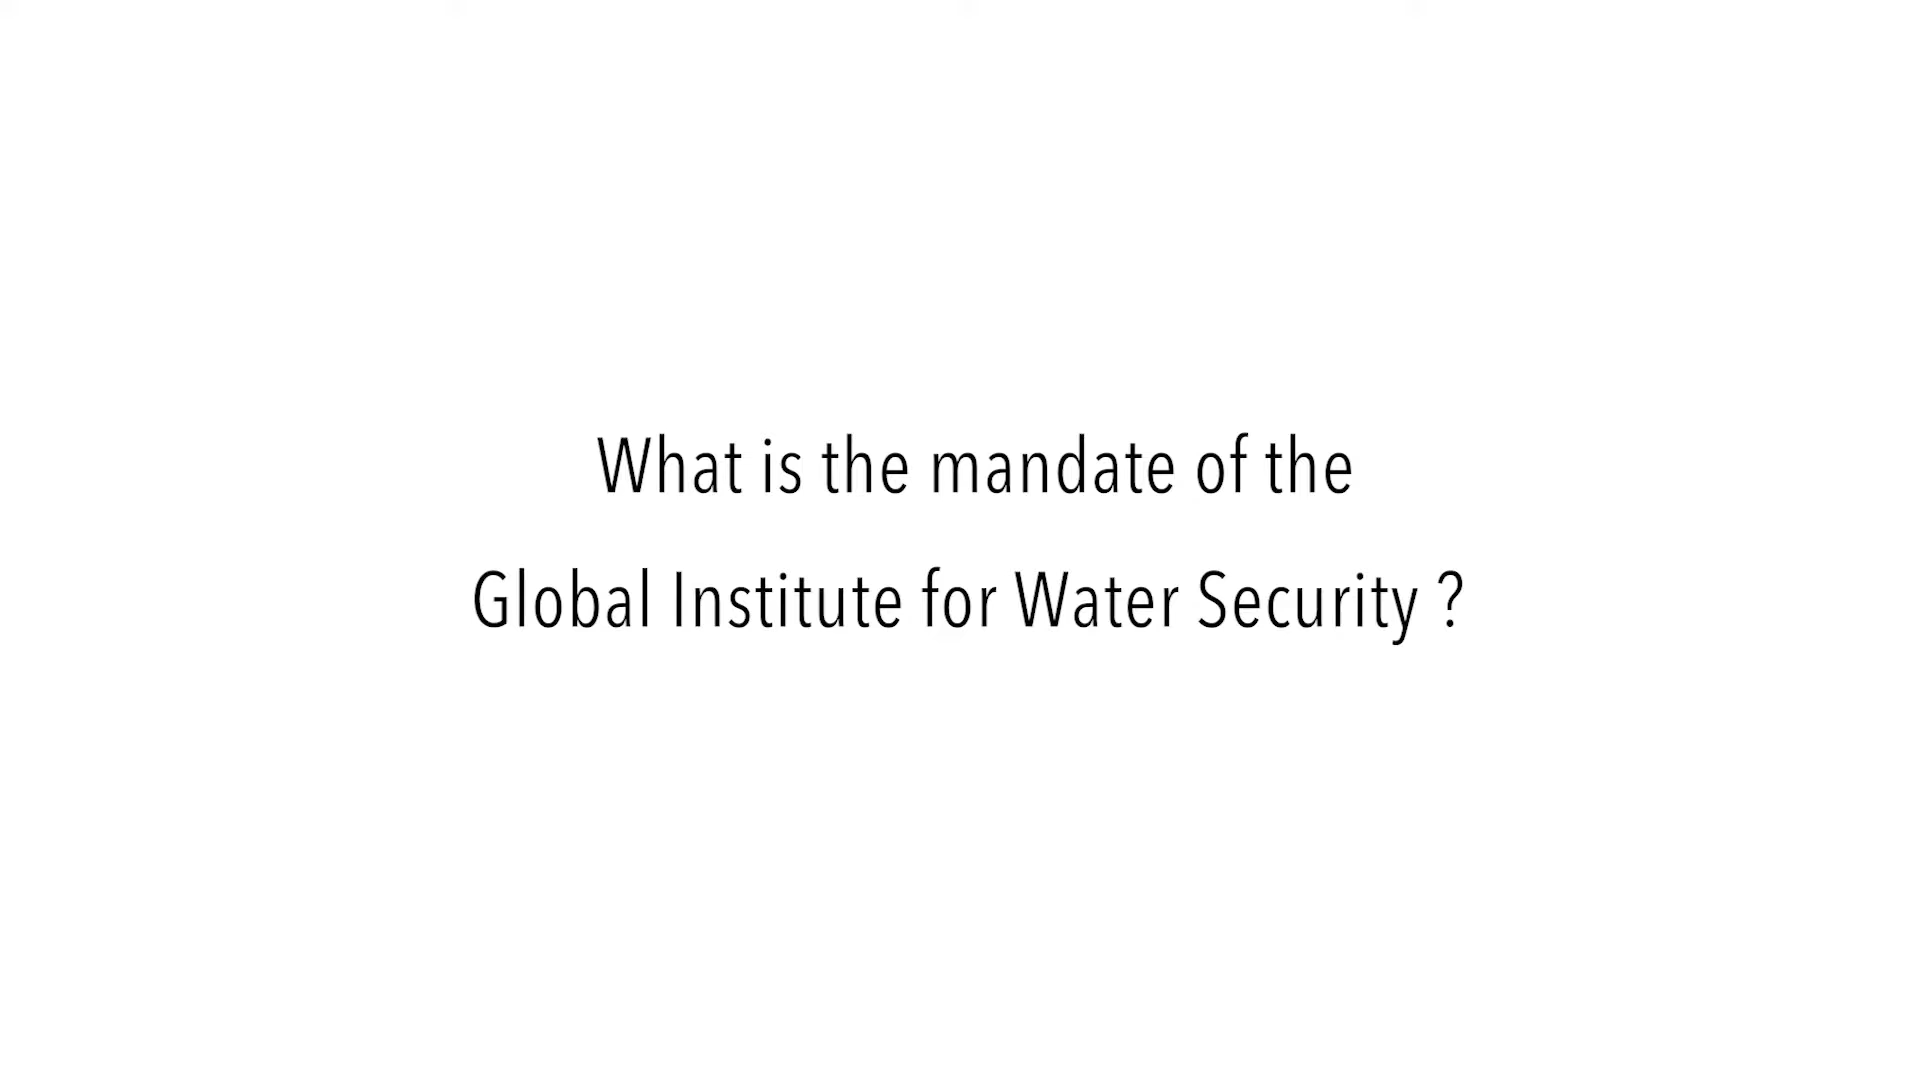 What is the mandate of the
Global Institute for Water Security ?